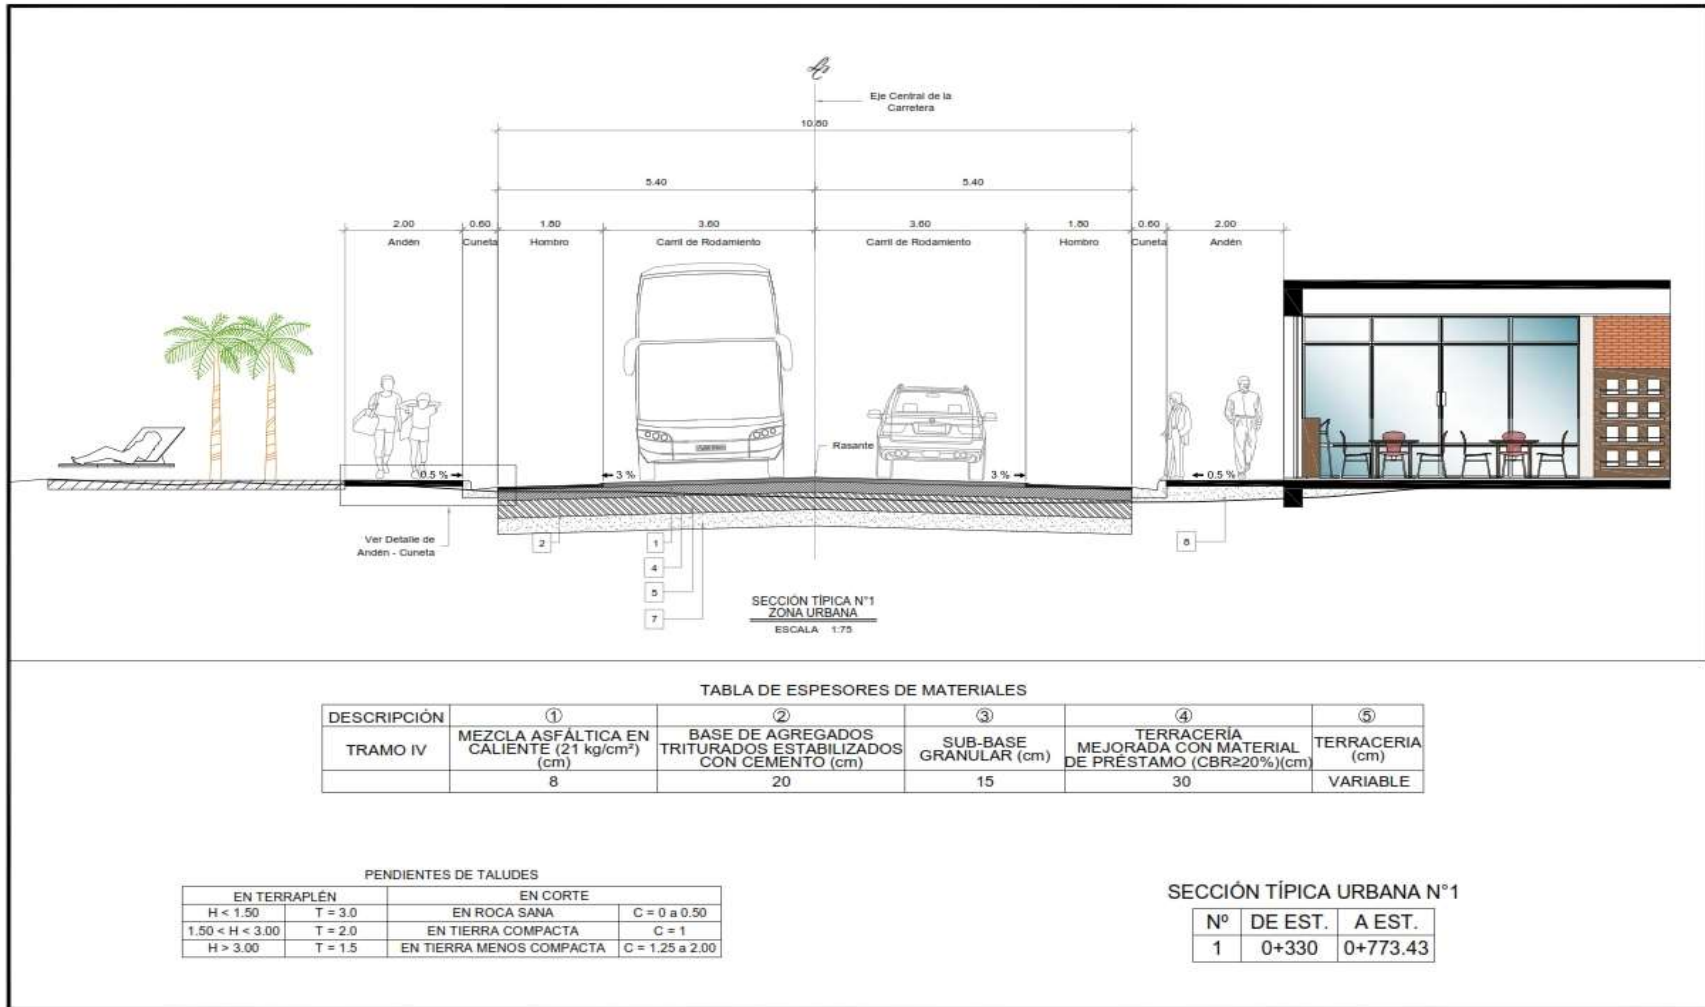 Eje Central de la
Carretera
10.80
5.40 5.40
2.00 0.60 1.80 3.60 3.60 1.80 0.60 2.00
Andén Cuneta Hombro Carril de Rodamiento Carril de Rodamiento Hombro Cuneta Andén
Rasante
0.5 % 3 % 3 % 0.5 %
Ver Detalle de
Andén - Cuneta
2 1 8
4
5
7
SECCIÓN TÍPICA N°1
ZONA URBANA
ESCALA 1:75
TABLA DE ESPESORES DE MATERIALES
DESCRIPCIÓN ① ② ③ ④ ⑤
TRAMO IV
MEZCLA ASFÁLTICA EN
CALIENTE (21 kg/cm²)
(cm)
BASE DE AGREGADOS
TRITURADOS ESTABILIZADOS
CON CEMENTO (cm)
SUB-BASE
GRANULAR (cm)
TERRACERÍA
MEJORADA CON MATERIAL
DE PRÉSTAMO (CBR≥20%)(cm)
TERRACERIA
(cm)
8 20 15 30 VARIABLE
PENDIENTES DE TALUDES
EN TERRAPLÉN EN CORTE
H < 1.50 T = 3.0 EN ROCA SANA C = 0 a 0.50
1.50 < H < 3.00 T = 2.0 EN TIERRA COMPACTA C = 1
H > 3.00 T = 1.5 EN TIERRA MENOS COMPACTA C = 1.25 a 2.00
SECCIÓN TÍPICA URBANA N°1
Nº DE EST. A EST.
1 0+330 0+773.43